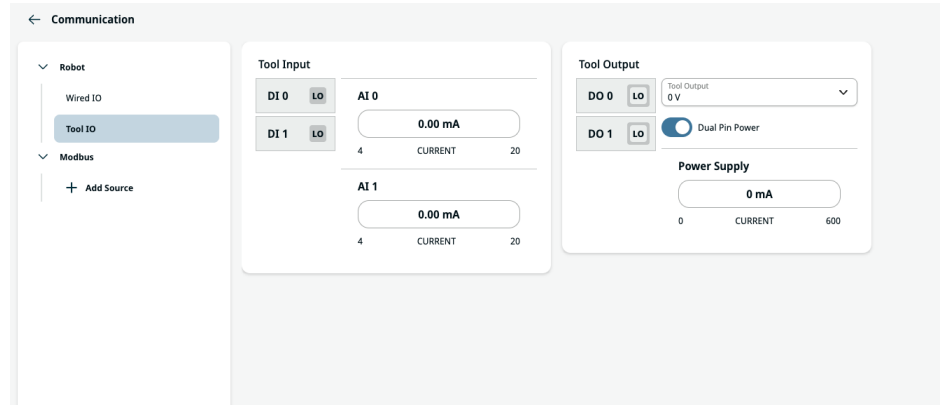 Communication
Robot
Wired IO
Tool IO
Modbus
Add Source
Tool Input
DI 0 LO
DI 1 LO
AI 0
0.00 mA
4 CURRENT 20
AI 1
0.00 mA
4 CURRENT 20
Tool Output
DO 0 LO
DO 1 LO
Tool Output
0 V
Dual Pin Power
Power Supply
0 mA
0 CURRENT 600